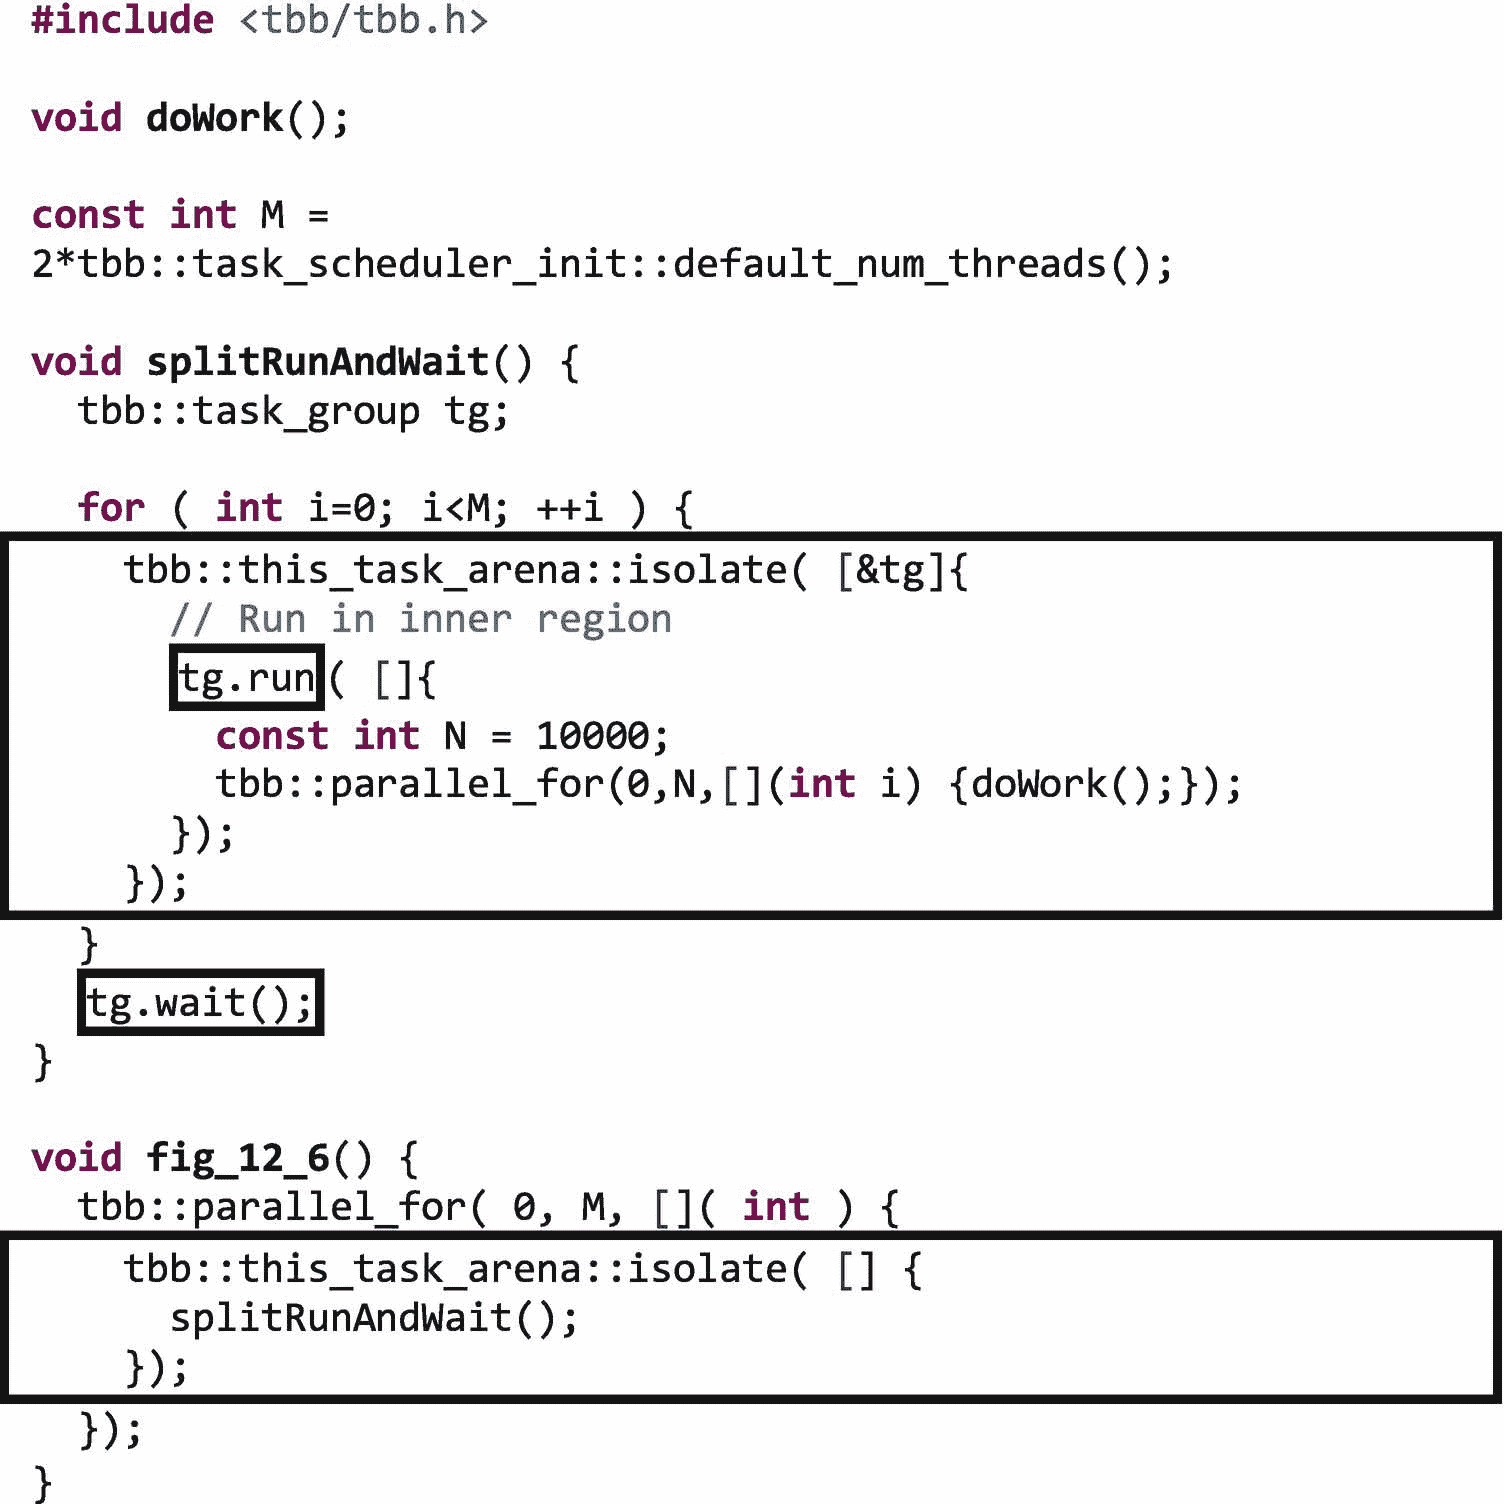 #include <tbb/tbb.h>

void doWork();

const int M =
2*tbb::task_scheduler_init::default_num_threads();

void splitRunAndWait() {
  tbb::task_group tg;

  for ( int i=0; i<M; ++i ) {
    tbb::this_task_arena::isolate( [&tg]{
      // Run in inner region
      tg.run( []{
        const int N = 10000;
        tbb::parallel_for(0,N,[](int i) {doWork();});
      });
    });
  }
  tg.wait();
}

void fig_12_6() {
  tbb::parallel_for( 0, M, []( int ) {
    tbb::this_task_arena::isolate( [] {
      splitRunAndWait();
    });
  });
}